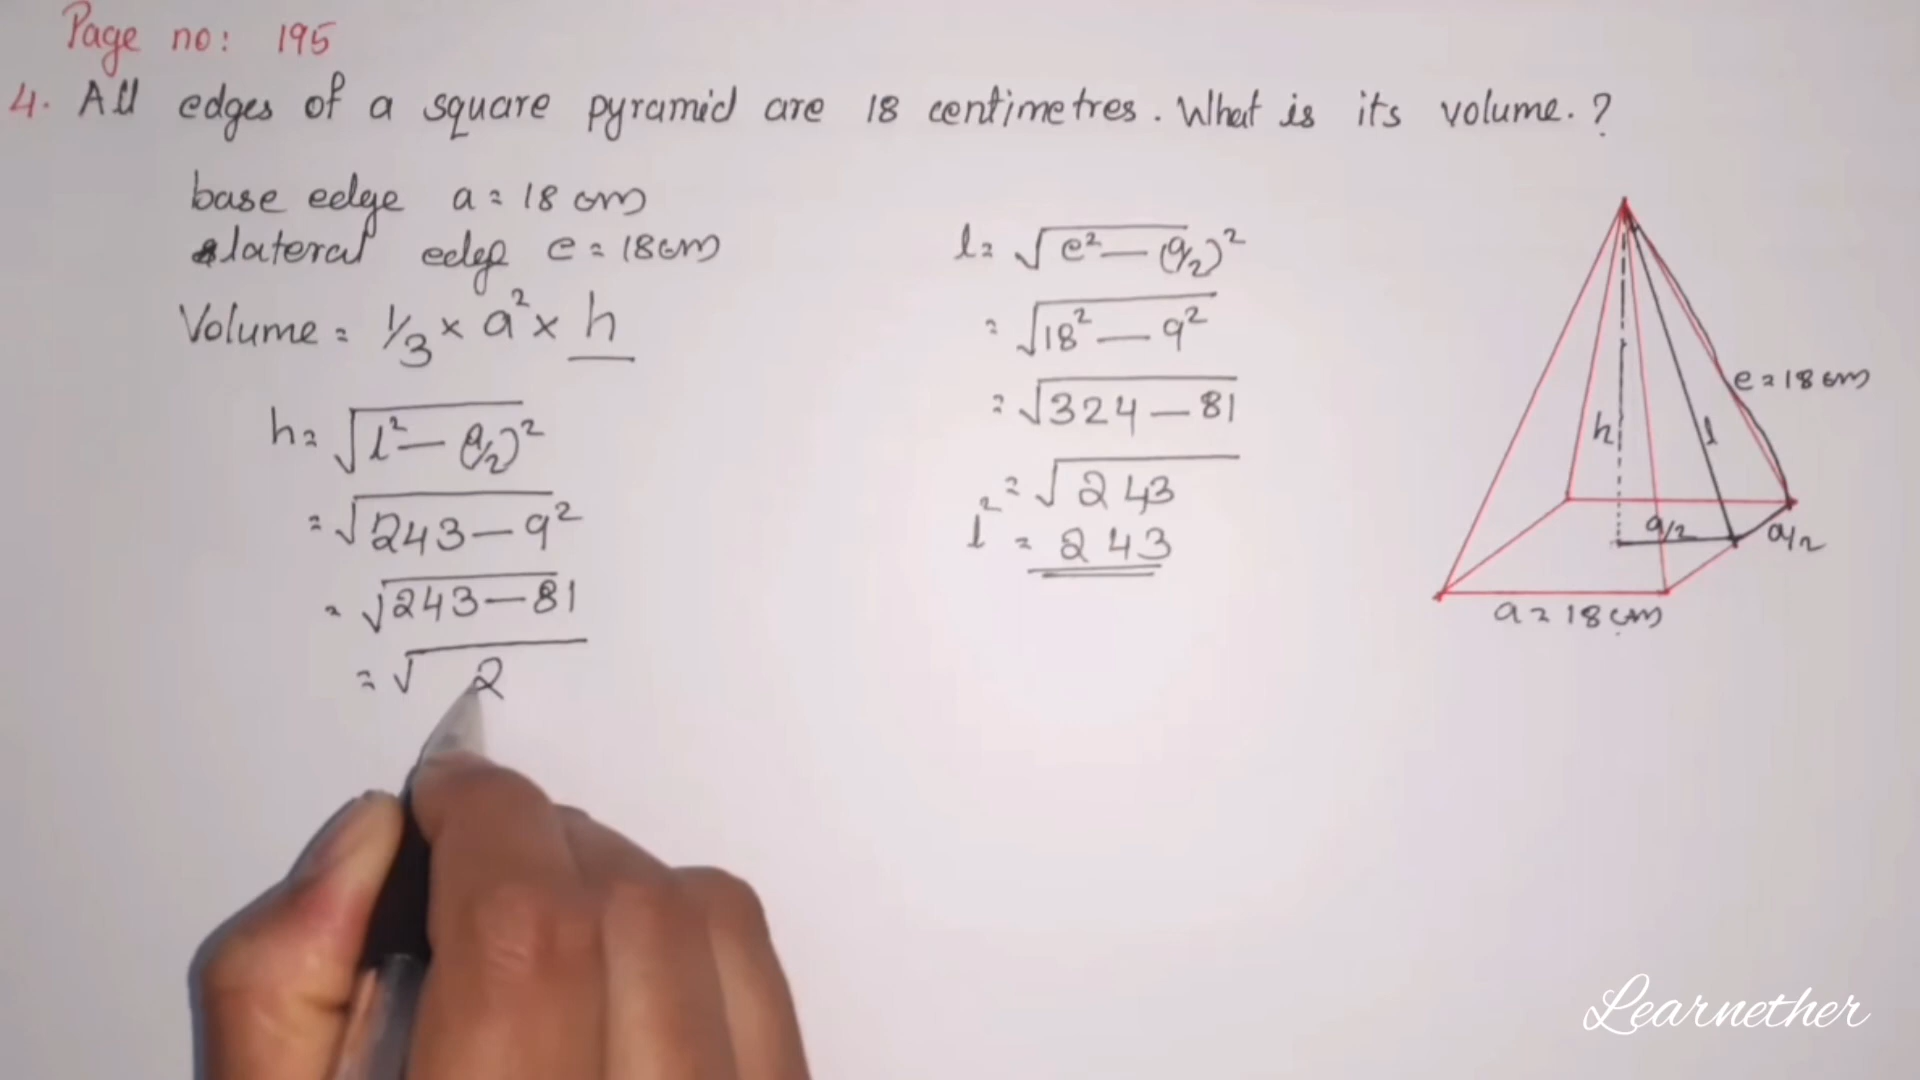 Page no: 195
4. All edges of a square pyramid are 18 centimetres. What is its volume.?
base edge a = 18 cm
lateral edge e = 18cm
Volume = 1/3 × a² × h
h = √l² — (a/2)²
= √243 — 9²
= √243 — 81
= √ 2
l = √e² — (a/2)²
= √18² — 9²
= √324 — 81
= √243
l² = 243
e = 18 cm
h
l
a/2
a/2
a = 18 cm
Learnether